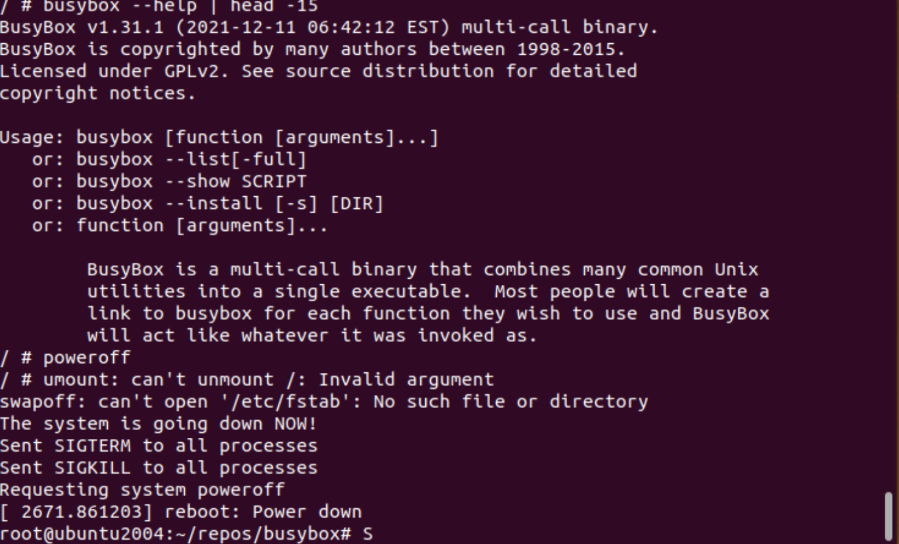 / # busybox --help | head -15
BusyBox v1.31.1 (2021-12-11 06:42:12 EST) multi-call binary.
BusyBox is copyrighted by many authors between 1998-2015.
Licensed under GPLv2. See source distribution for detailed
copyright notices.

Usage: busybox [function [arguments]...]
   or: busybox --list[-full]
   or: busybox --show SCRIPT
   or: busybox --install [-s] [DIR]
   or: function [arguments]...

        BusyBox is a multi-call binary that combines many common Unix
        utilities into a single executable.  Most people will create a
        link to busybox for each function they wish to use and BusyBox
        will act like whatever it was invoked as.
/ # poweroff
/ # umount: can't unmount /: Invalid argument
swapoff: can't open '/etc/fstab': No such file or directory
The system is going down NOW!
Sent SIGTERM to all processes
Sent SIGKILL to all processes
Requesting system poweroff
[ 2671.861203] reboot: Power down
root@ubuntu2004:~/repos/busybox# S